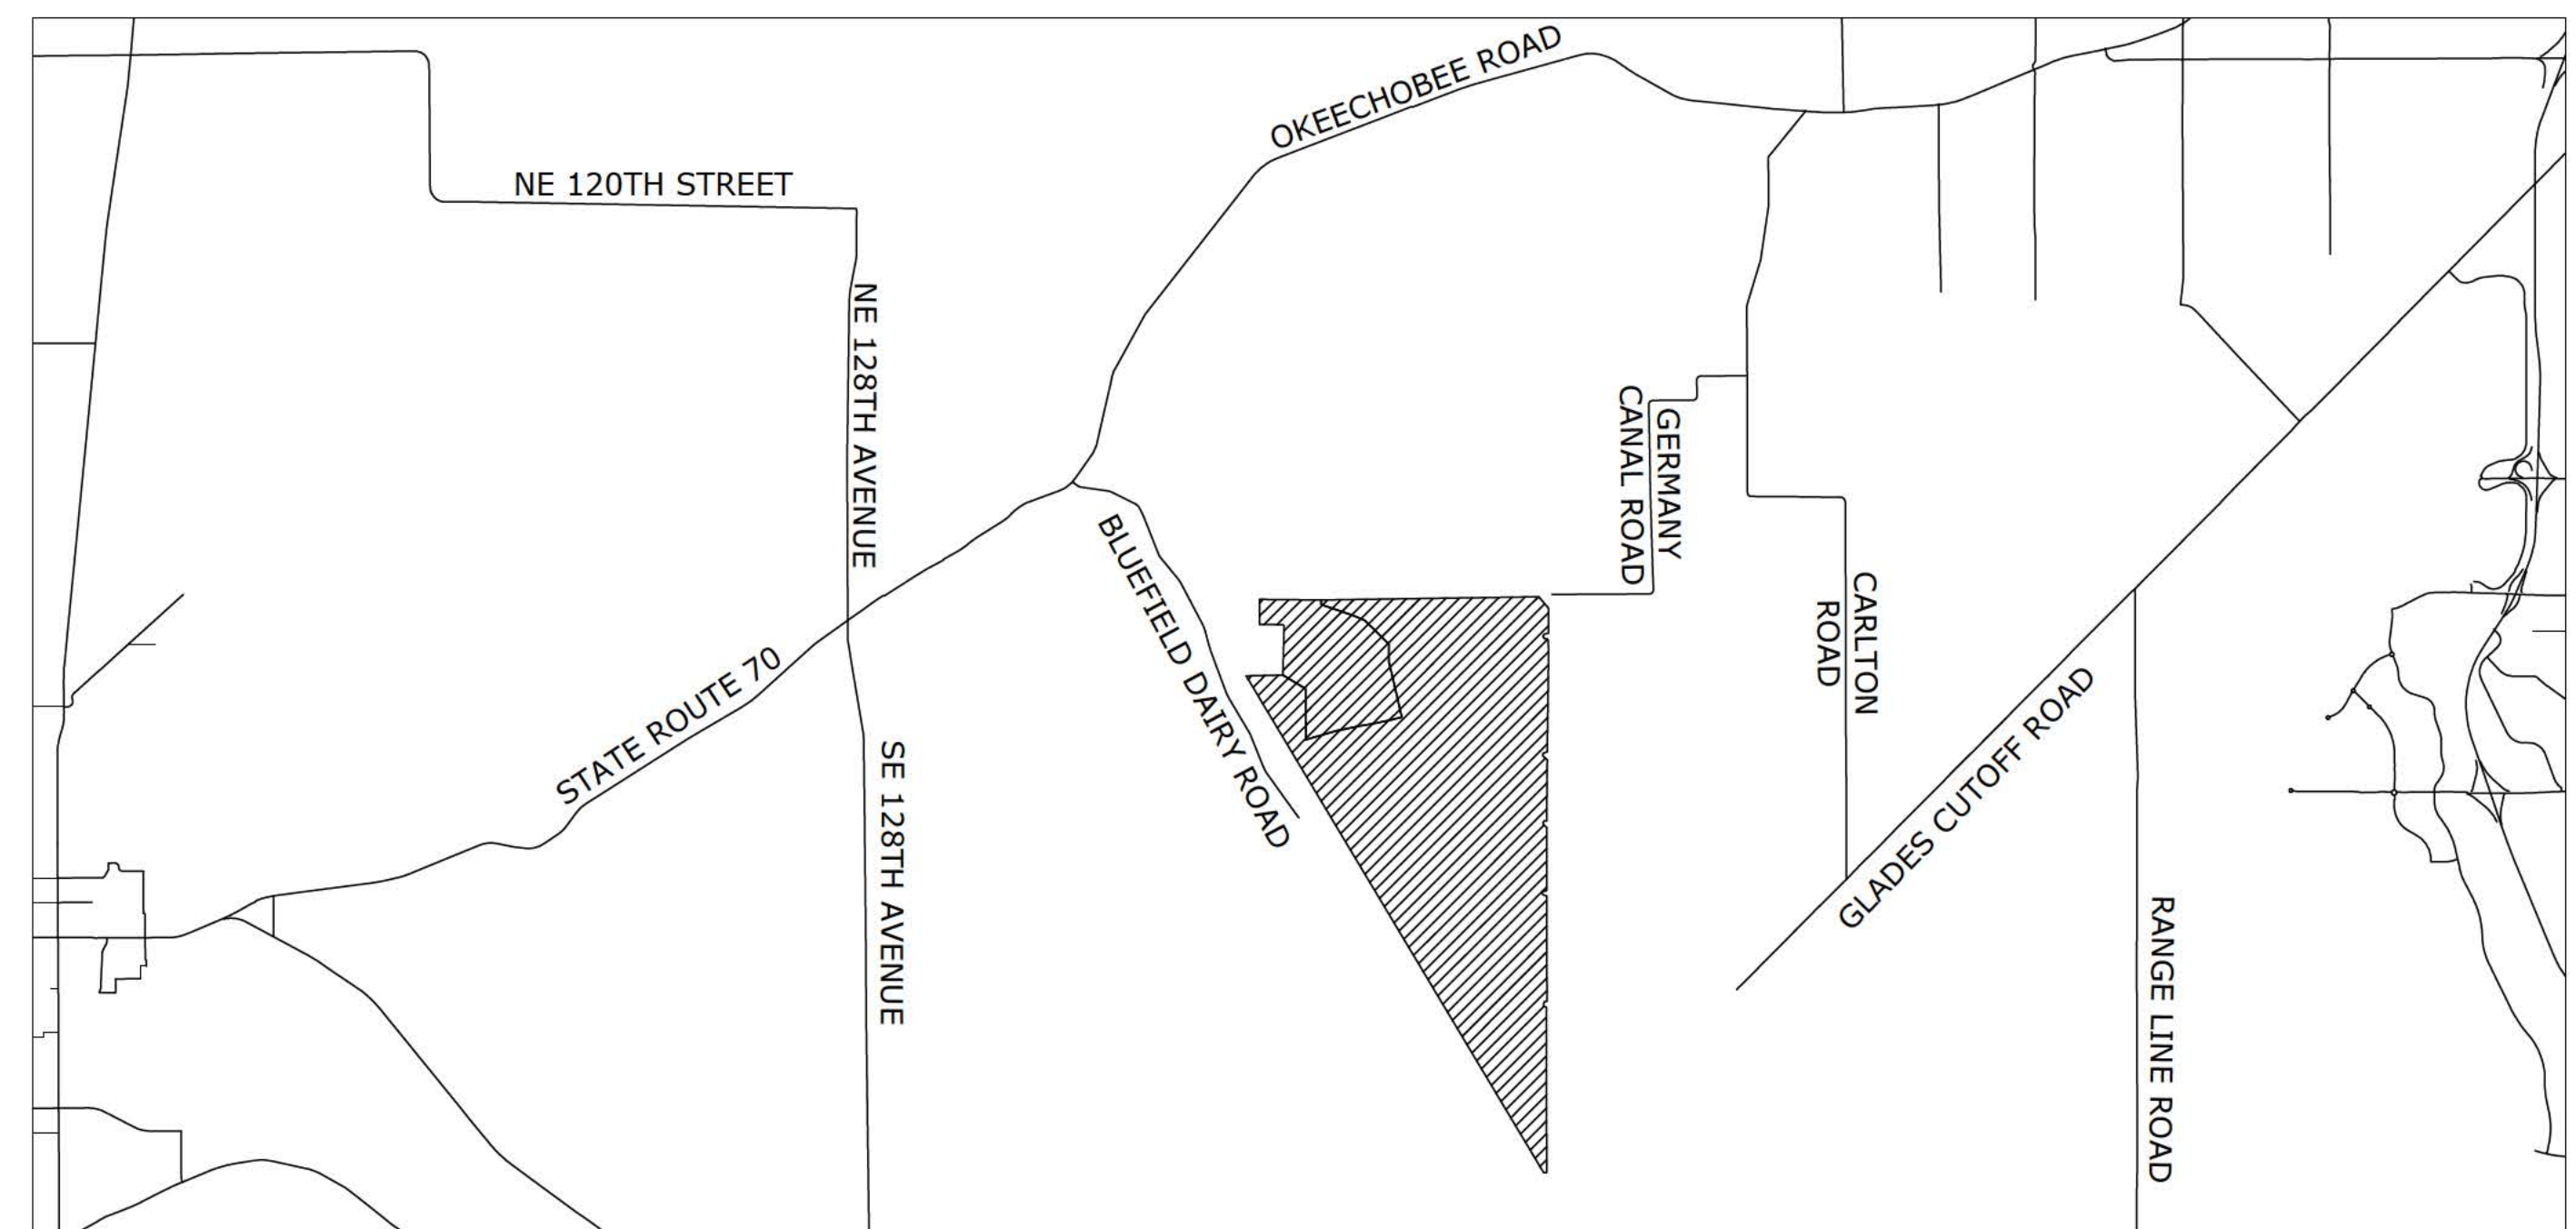 OKEECHOBEE ROAD
NE 120TH STREET
NE 128TH AVENUE
GERMANY
CANAL ROAD
BLUEFIELD DAIRY ROAD
CARLTON
ROAD
STATE ROUTE 70
GLADES CUTOFF ROAD
SE 128TH AVENUE
RANGE LINE ROAD